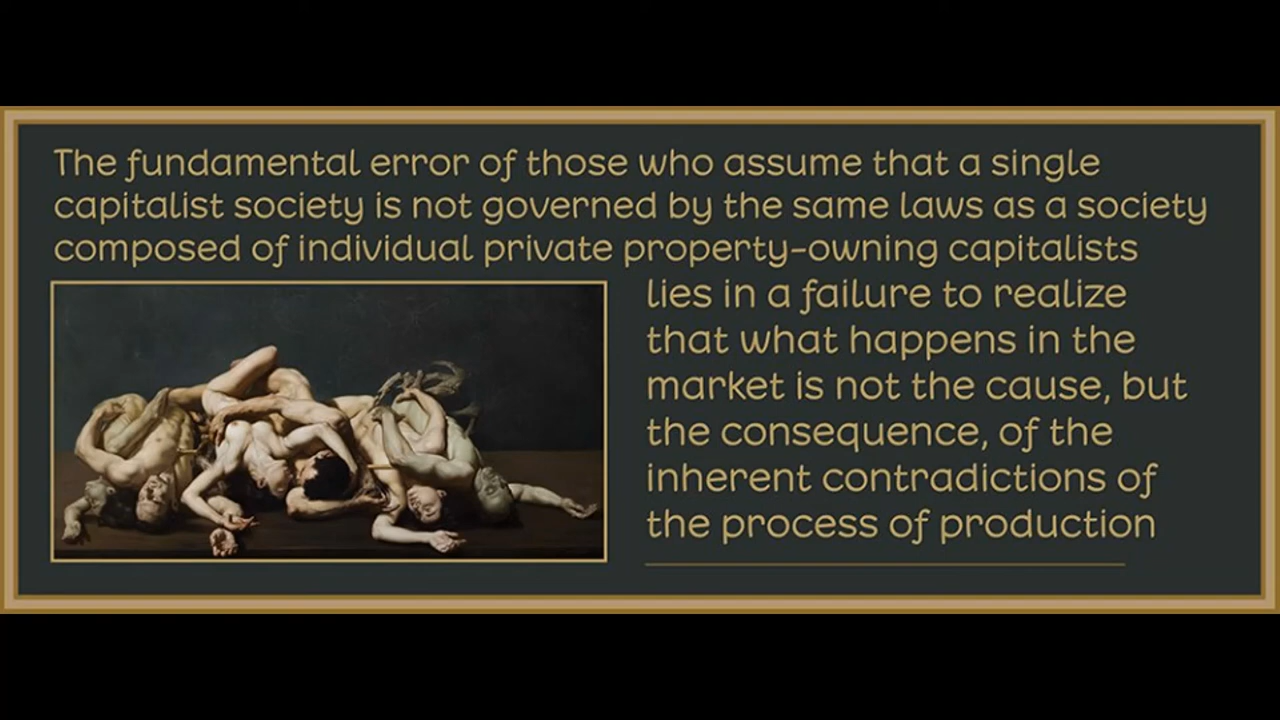 The fundamental error of those who assume that a single
capitalist society is not governed by the same laws as a society
composed of individual private property-owning capitalists
lies in a failure to realize
that what happens in the
market is not the cause, but
the consequence, of the
inherent contradictions of
the process of production